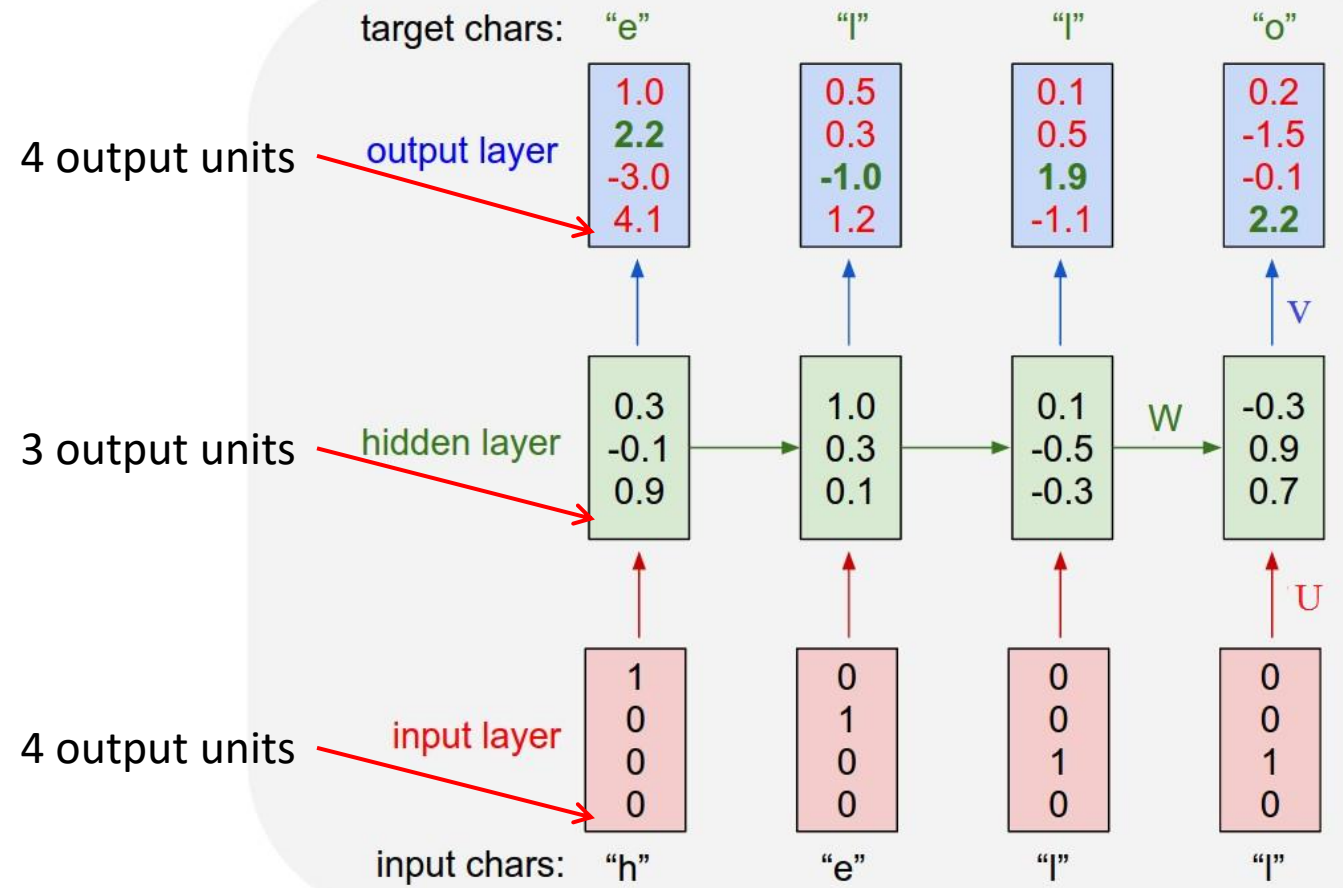 target chars: “e” “l” “l” “o”
1.0 0.5 0.1 0.2
2.2 0.3 0.5 -1.5
4 output units output layer
-3.0 -1.0 1.9 -0.1
4.1 1.2 -1.1 2.2
V
0.3 1.0 0.1 W -0.3
3 output units hidden layer -0.1 0.3 -0.5 0.9
0.9 0.1 -0.3 0.7
U
1 0 0 0
0 1 0 0
4 output units input layer
0 0 1 1
0 0 0 0
input chars: “h” “e” “l” “l”